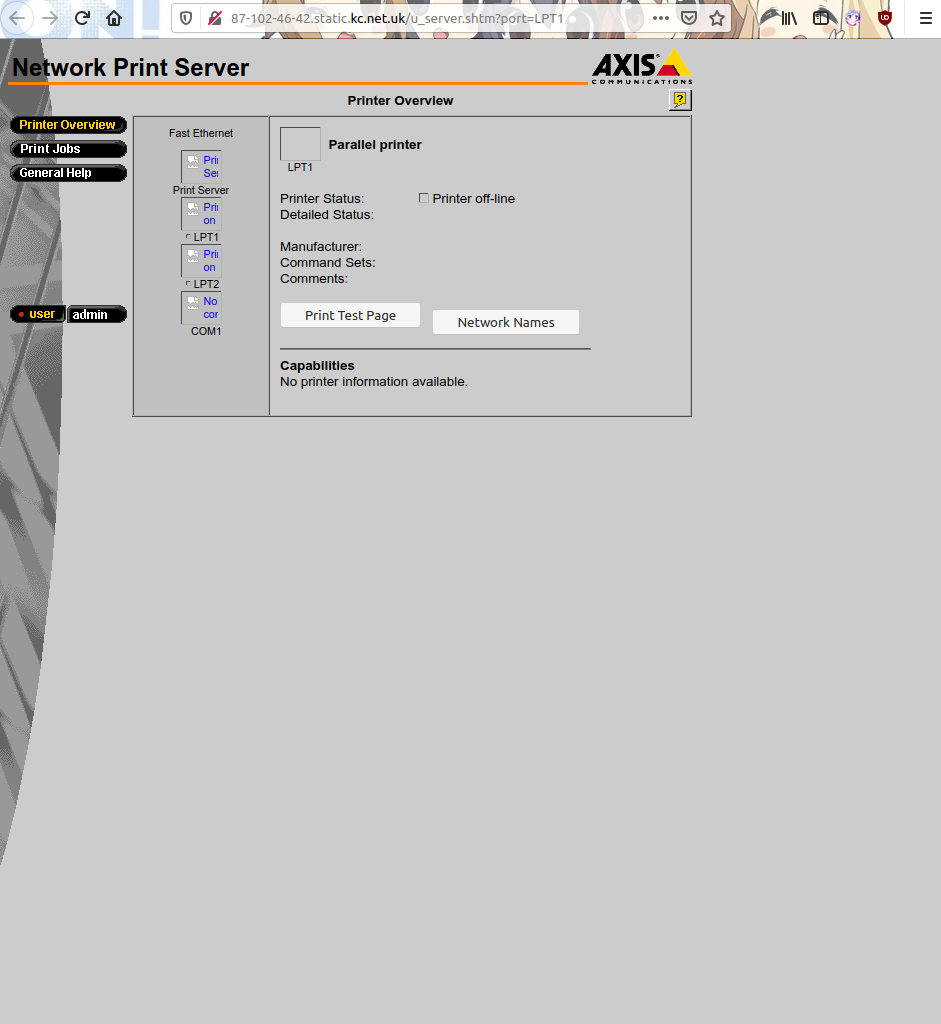 87-102-46-42.static.kc.net.uk/u_server.shtm?port=LPT1
Network Print Server
AXIS
COMMUNICATIONS
Printer Overview
?
Printer Overview
Print Jobs
General Help
user
admin
Fast Ethernet
Pri
Se
Print Server
Pri
on
LPT1
Pri
on
LPT2
No
cor
COM1
LPT1
Parallel printer
Printer Status:
Printer off-line
Detailed Status:
Manufacturer:
Command Sets:
Comments:
Print Test Page
Network Names
Capabilities
No printer information available.